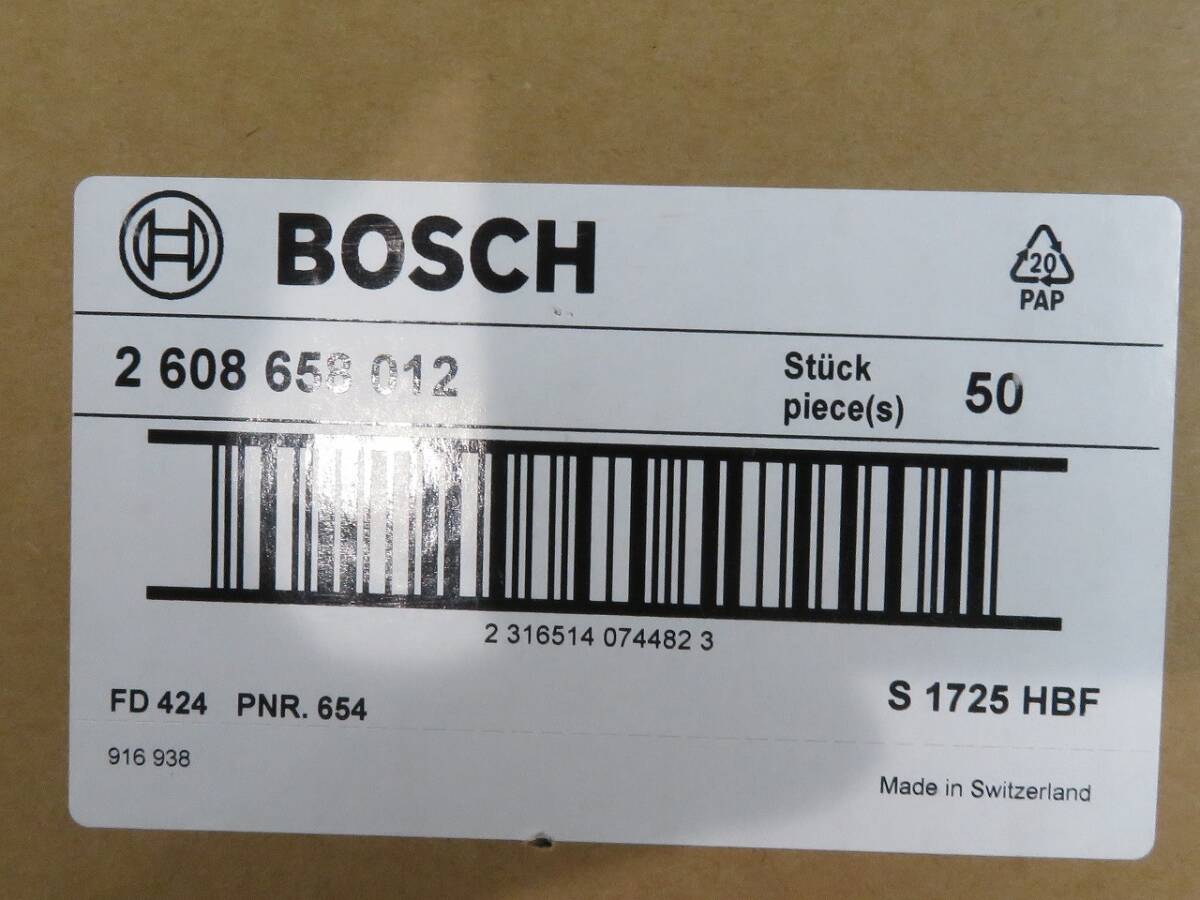 BOSCH
20
PAP
2 608 658 012
Stück
piece(s)
50
2 316514 074482 3
FD 424 PNR. 654
S 1725 HBF
916 938
Made in Switzerland